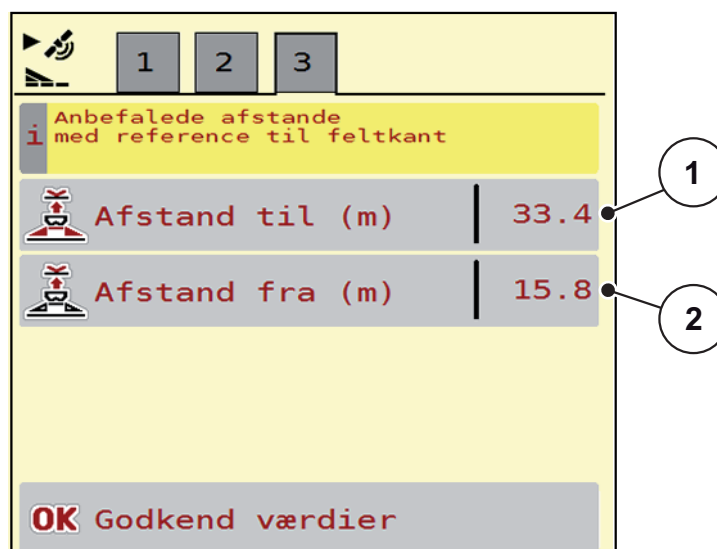 1 2 3
i Anbefalede afstande
med reference til feltkant
Afstand til (m) 33.4
1
Afstand fra (m) 15.8
2
OK Godkend værdier